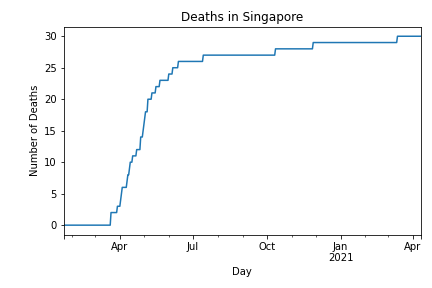 Deaths in Singapore
30
25
20
15
10
5
0
Number of Deaths
Apr
Jul
Oct
Jan
2021
Apr
Day